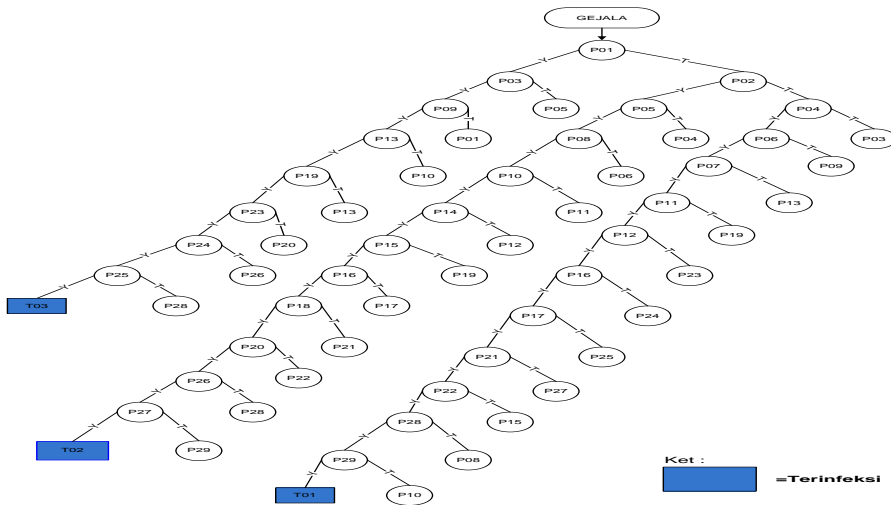 GEJALA
P01
Y T
P03 P02
Y T Y T
P09 P05 P05 P04
Y T Y T Y T
P13 P01 P08 P04 P06 P03
Y T Y T Y T
P19 P10 P10 P06 P07 P09
Y T Y T Y T
P23 P13 P14 P11 P11 P13
Y T Y T Y T
P24 P20 P15 P12 P12 P19
Y T Y T Y T
P25 P26 P16 P19 P16 P23
Y T Y T Y T
T03 P28 P18 P17 P17 P24
Y T Y T
P20 P21 P21 P25
Y T Y T
P26 P22 P22 P27
Y T Y T
P27 P28 P28 P15
Y T Y T
T02 P29 P29 P08
Y T
T01 P10
Ket :
=Terinfeksi